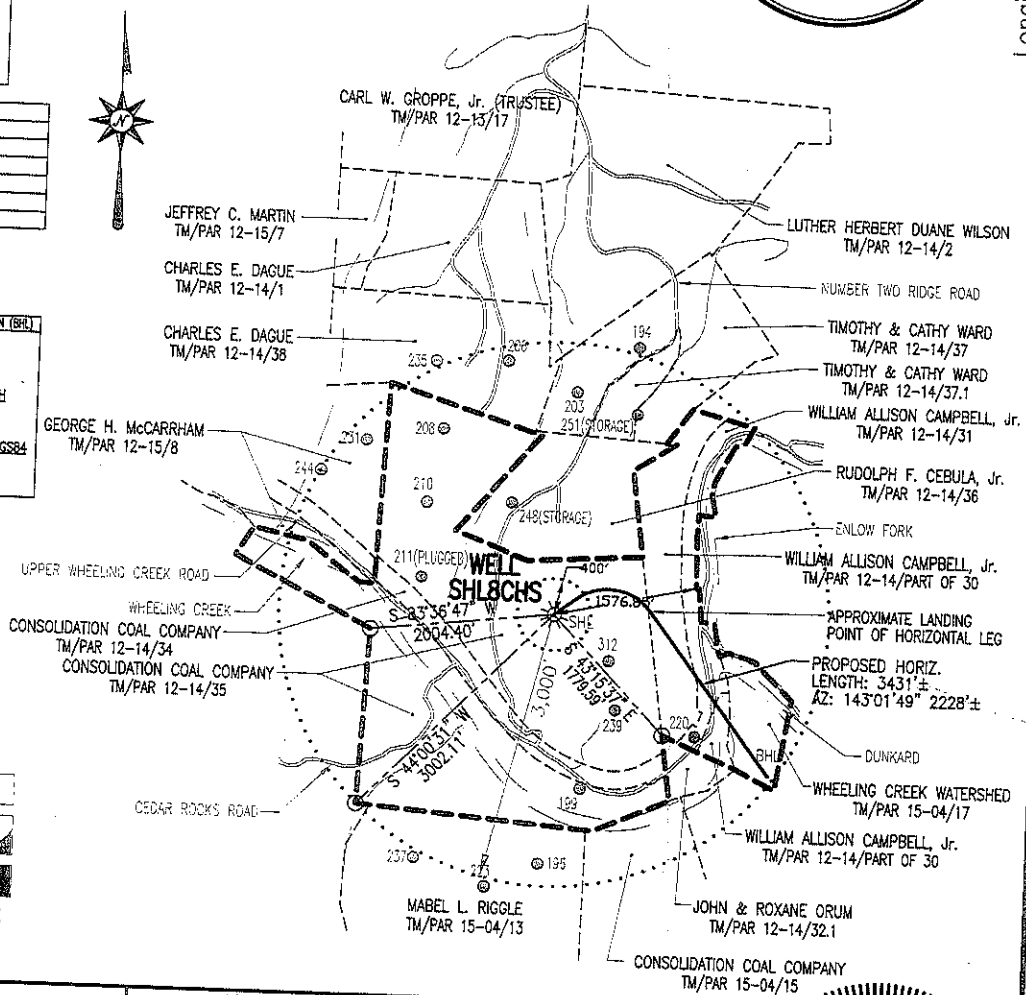 N
CARL W. GROPPE, Jr. (TRUSTEE)
TM/PAR 12-13/17
JEFFREY C. MARTIN
TM/PAR 12-15/7
LUTHER HERBERT DUANE WILSON
TM/PAR 12-14/2
CHARLES E. DAGUE
TM/PAR 12-14/1
NUMBER TWO RIDGE ROAD
CHARLES E. DAGUE
TM/PAR 12-14/38
TIMOTHY & CATHY WARD
TM/PAR 12-14/37
TIMOTHY & CATHY WARD
TM/PAR 12-14/37.1
194
235
206
203
251(STORAGE)
WILLIAM ALLISON CAMPBELL, Jr.
TM/PAR 12-14/31
GEORGE H. McCARRHAM
TM/PAR 12-15/8
231
208
244
210
248(STORAGE)
RUDOLPH F. CEBULA, Jr.
TM/PAR 12-14/36
ENLOW FORK
WILLIAM ALLISON CAMPBELL, Jr.
TM/PAR 12-14/PART OF 30
211(PLUGGED)
WELL
SHL8CHS
400'
SHL
UPPER WHEELING CREEK ROAD
WHEELING CREEK
CONSOLIDATION COAL COMPANY
TM/PAR 12-14/34
CONSOLIDATION COAL COMPANY
TM/PAR 12-14/35
2004.40'
APPROXIMATE LANDING
POINT OF HORIZONTAL LEG
PROPOSED HORIZ.
LENGTH: 3431'±
AZ: 143°01'49" 2228'±
312
S 43°15'37" E
1779.59'
3,000
239
220
S 44°00'31" W
3002.11'
BHL
DUNKARD
WHEELING CREEK WATERSHED
TM/PAR 15-04/17
CEDAR ROCKS ROAD
199
WILLIAM ALLISON CAMPBELL, Jr.
TM/PAR 12-14/PART OF 30
237
195
MABEL L. RIGGLE
TM/PAR 15-04/13
JOHN & ROXANE ORUM
TM/PAR 12-14/32.1
CONSOLIDATION COAL COMPANY
TM/PAR 15-04/15